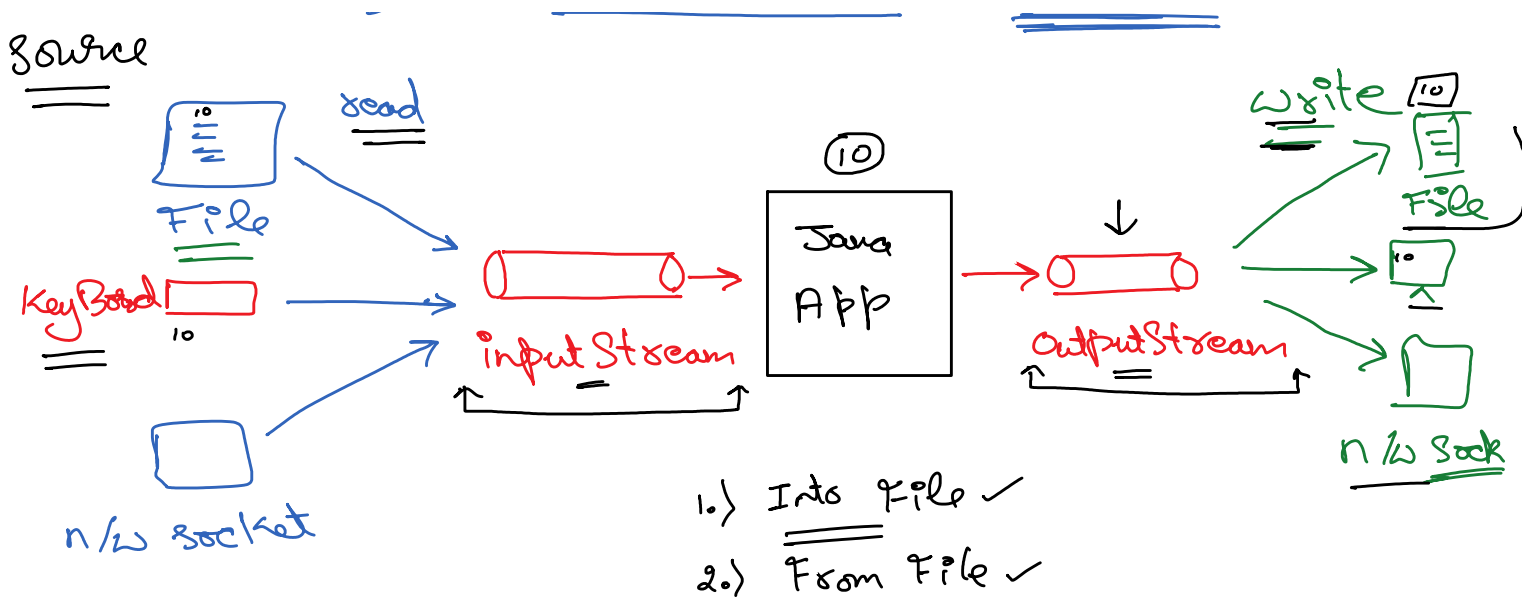 Source
read
write
10
10
10
File
Java
App
File
KeyBoard
10
10
inputStream
outputStream
n/w socket
n/w Sock
1.) Into File ✓
2.) From File ✓